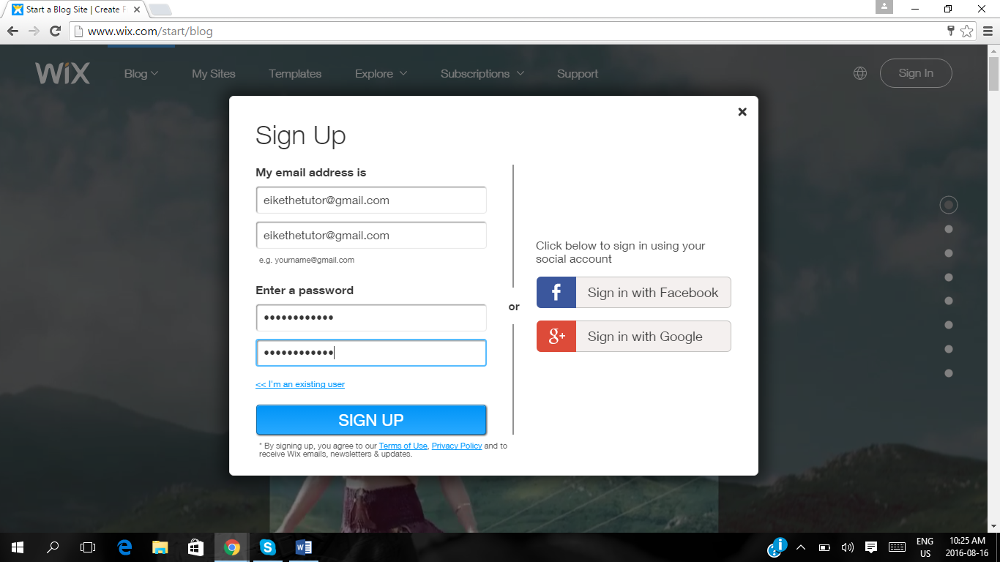 Start a Blog Site | Create F
www.wix.com/start/blog
WiX
Blog
My Sites
Templates
Explore
Subscriptions
Support
Sign In
Sign Up
My email address is
eikethetutor@gmail.com
eikethetutor@gmail.com
e.g. yourname@gmail.com
Enter a password
••••••••••••
••••••••••••
<< I'm an existing user
SIGN UP
* By signing up, you agree to our Terms of Use, Privacy Policy and to
receive Wix emails, newsletters & updates.
or
Click below to sign in using your
social account
f Sign in with Facebook
g+ Sign in with Google
ENG
US
10:25 AM
2016-08-16